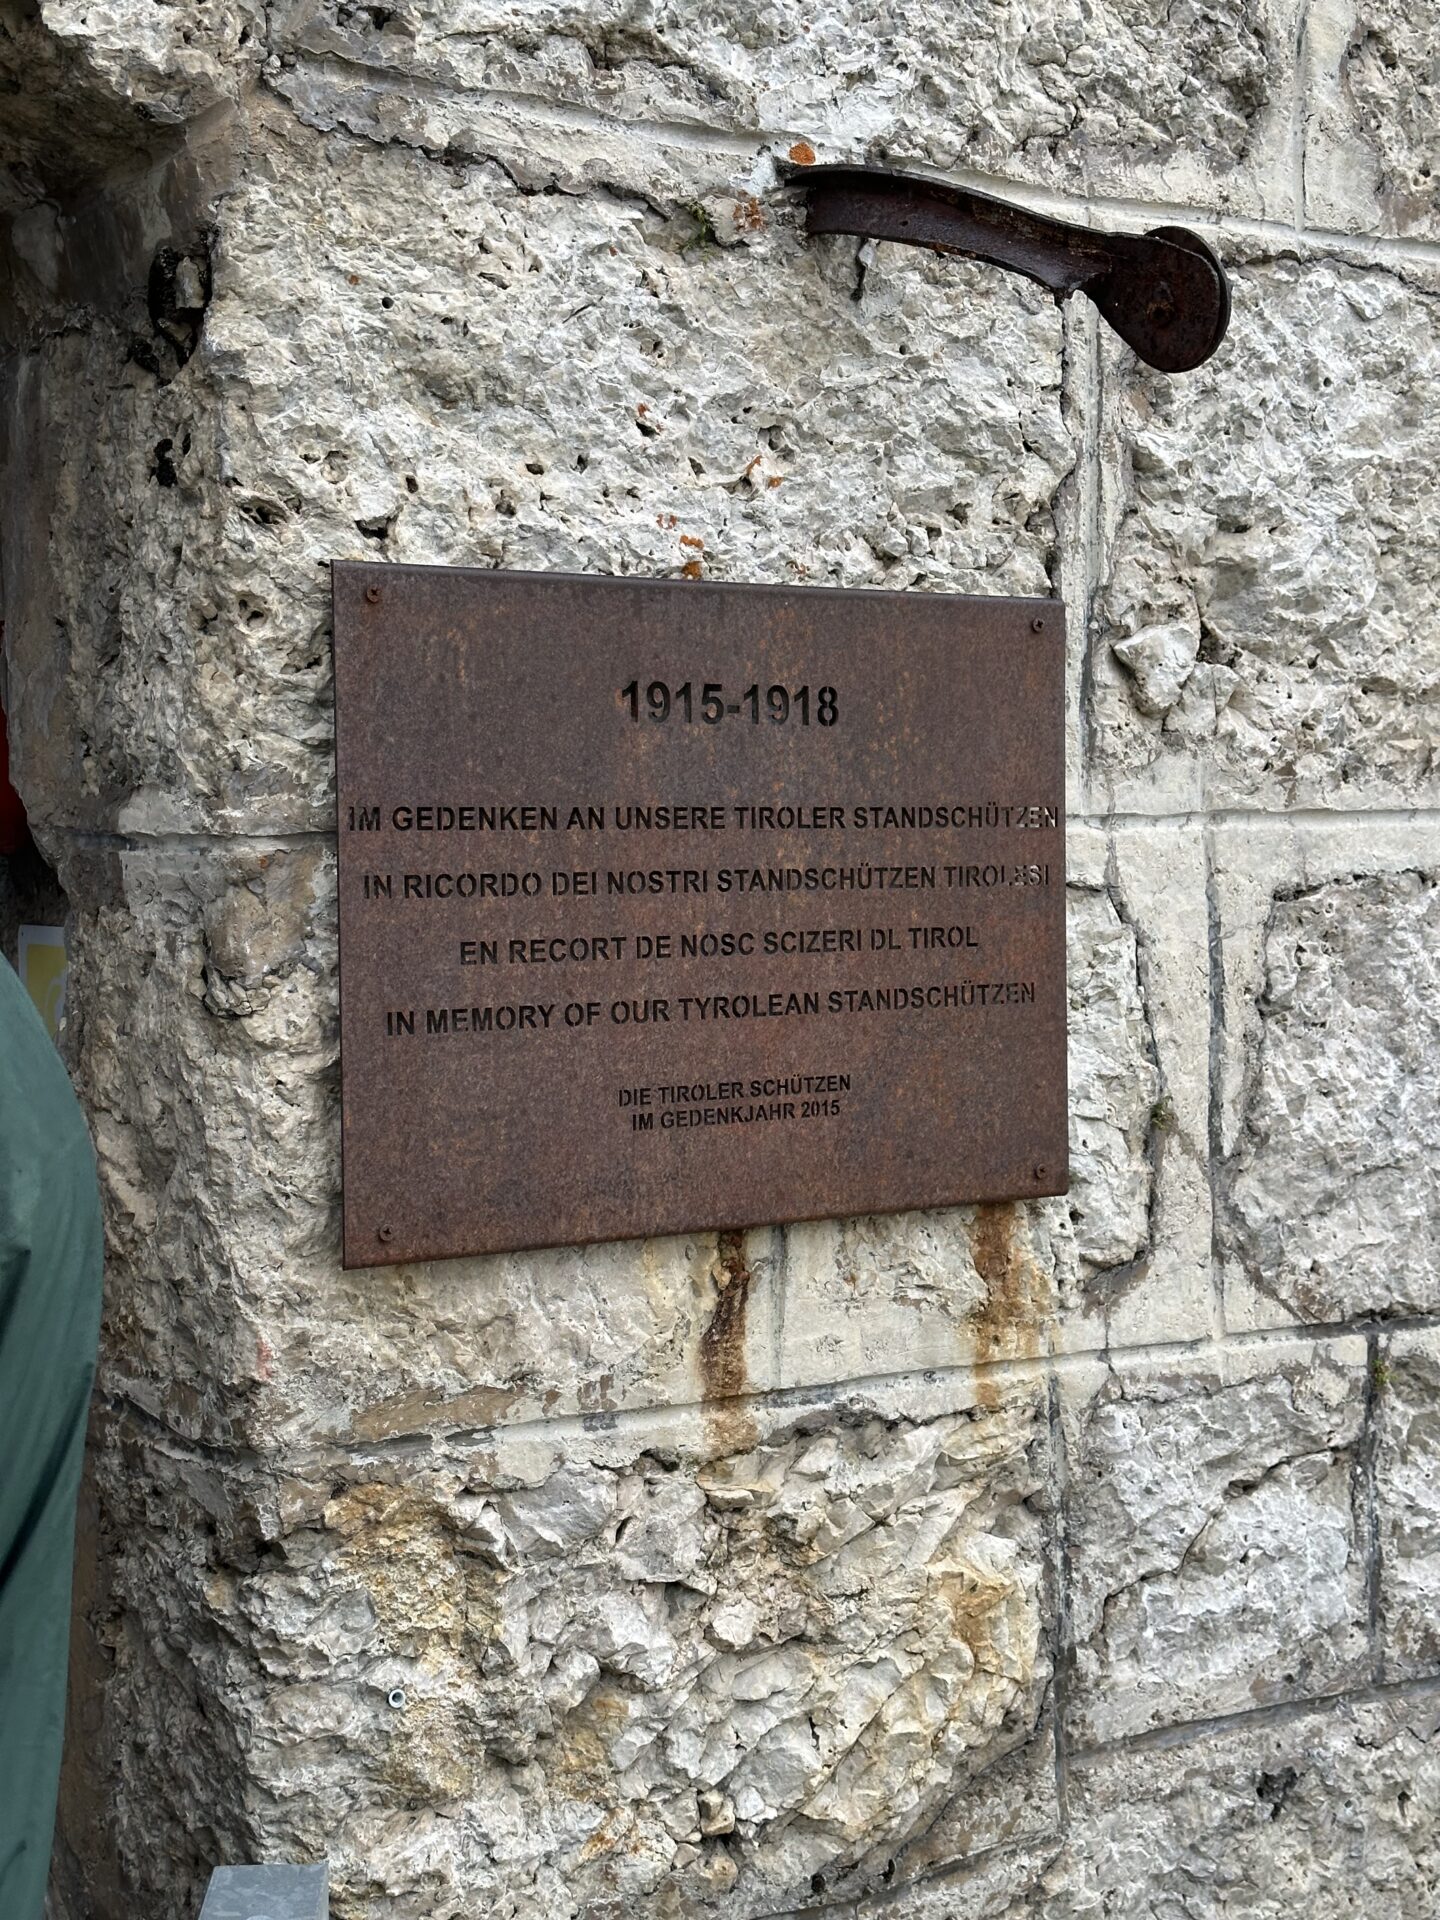 1915-1918
IM GEDENKEN AN UNSERE TIROLER STANDSCHÜTZEN
IN RICORDO DEI NOSTRI STANDSCHÜTZEN TIROLESI
EN RECORT DE NOSC SCIZERI DL TIROL
IN MEMORY OF OUR TYROLEAN STANDSCHÜTZEN
DIE TIROLER SCHÜTZEN
IM GEDENKJAHR 2015